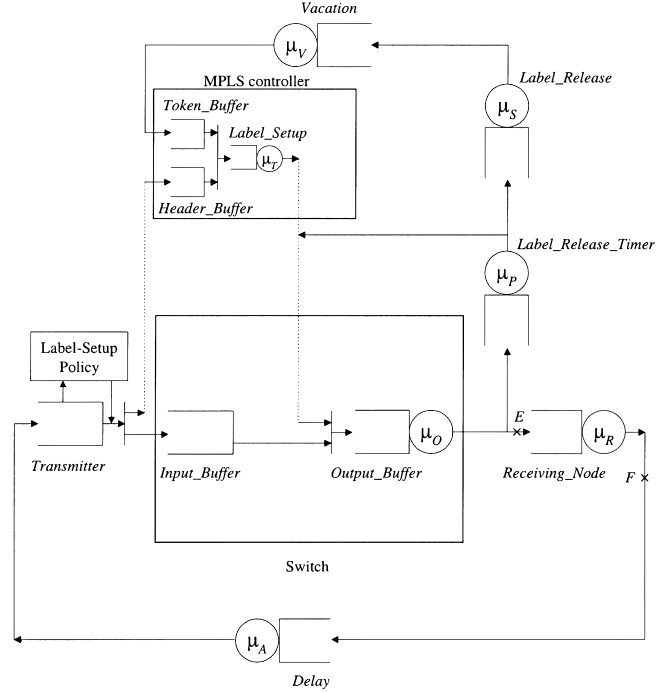 Vacation
μV
MPLS controller
Label_Release
Token_Buffer
μS
Label_Setup
μT
Header_Buffer
Label_Release_Timer
μP
Label-Setup
Policy
E
μO
μR
Transmitter
Input_Buffer
Output_Buffer
Receiving_Node
F
Switch
μA
Delay